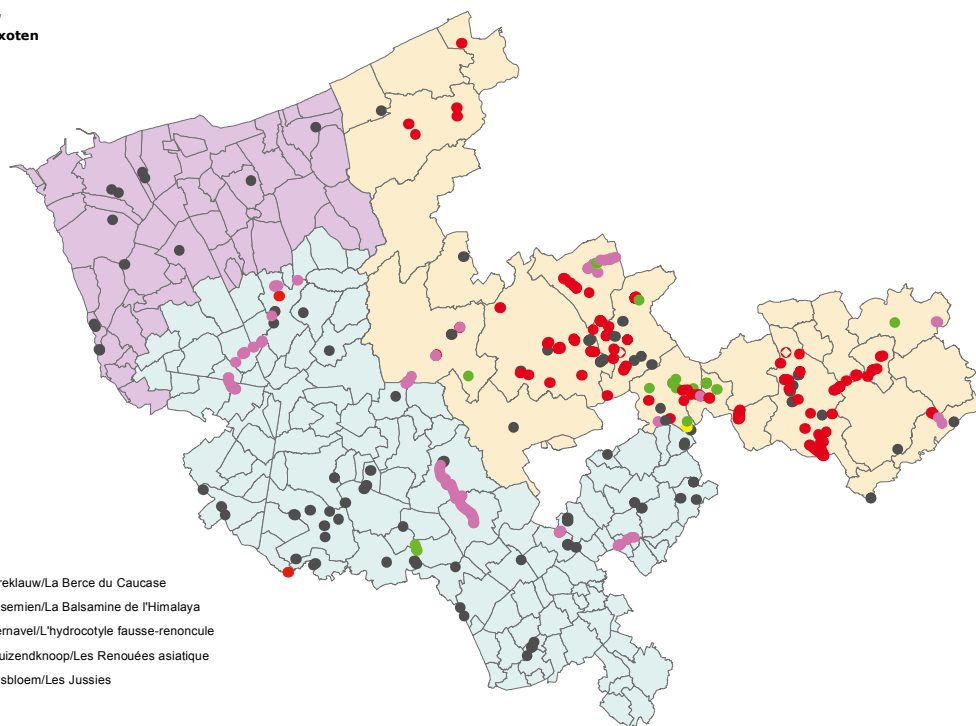 xoten
reklauw/La Berce du Caucase
semien/La Balsamine de l'Himalaya
ernavel/L'hydrocotyle fausse-renoncule
uizendknoop/Les Renouées asiatique
sbloem/Les Jussies